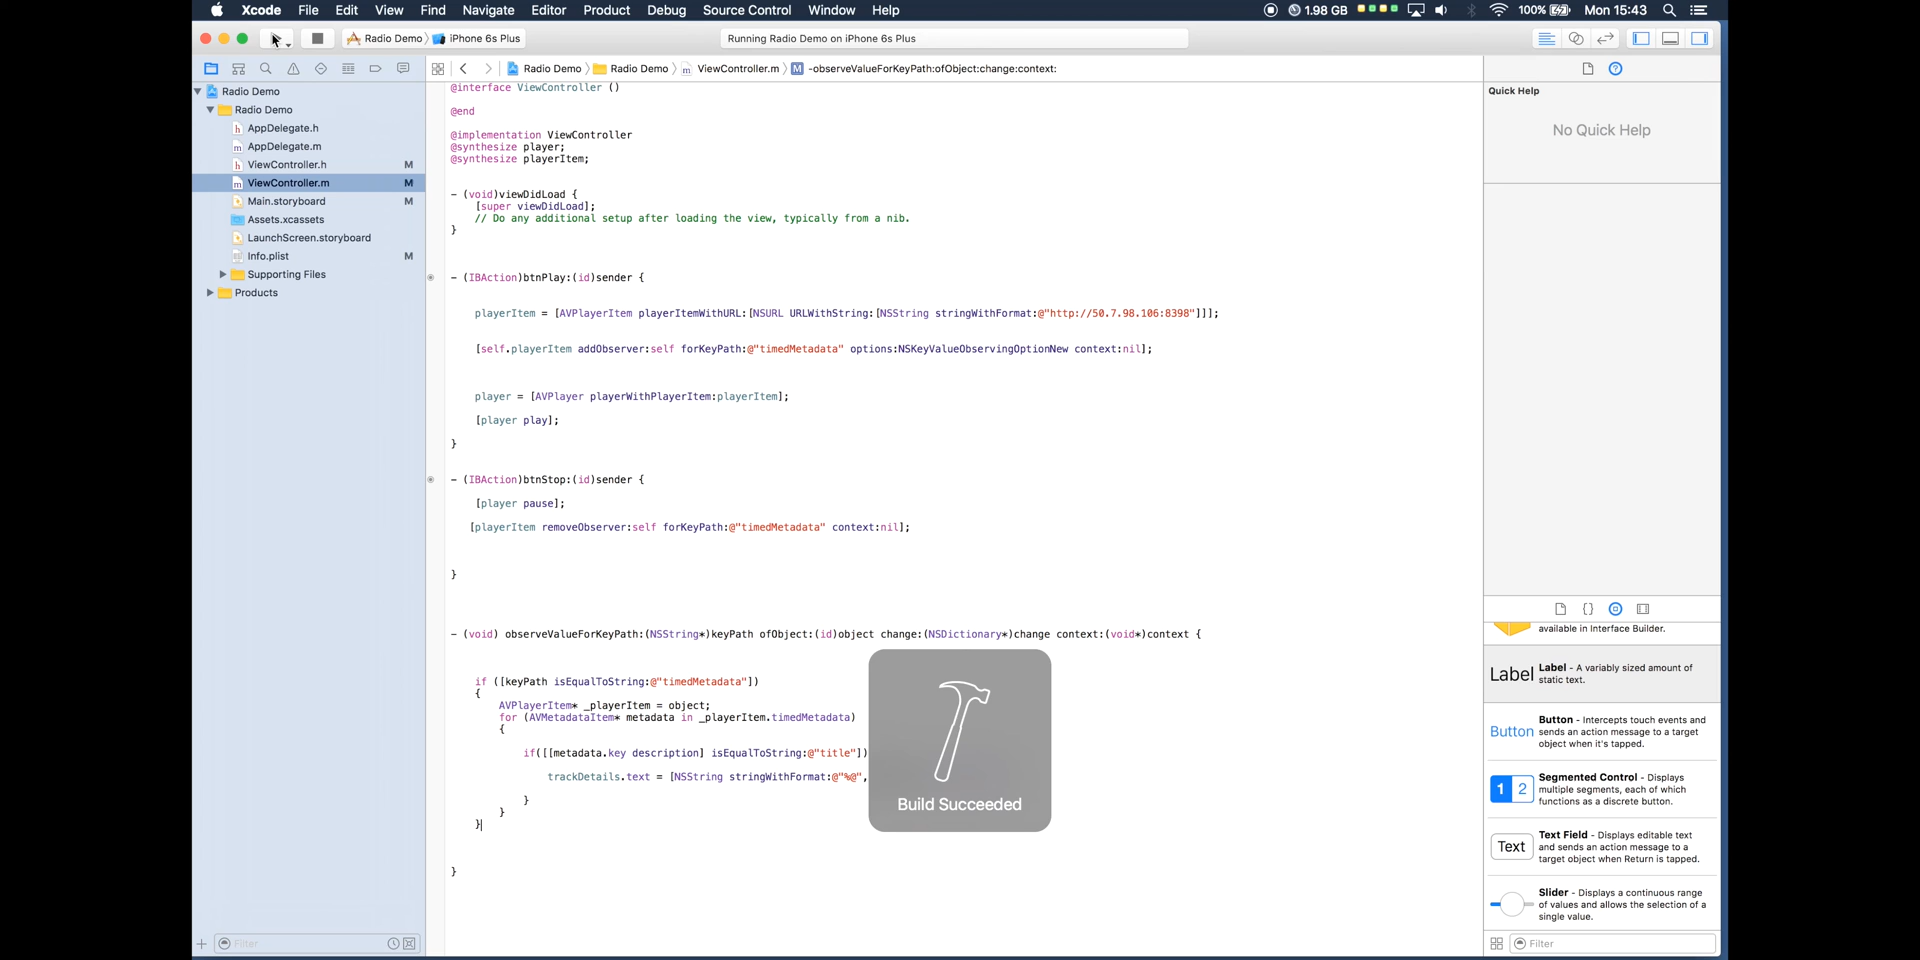 Xcode File Edit View Find Navigate Editor Product Debug Source Control Window Help 1.98 GB 100% Mon 15:43
Radio Demo iPhone 6s Plus Running Radio Demo on iPhone 6s Plus
Radio Demo Radio Demo ViewController.m M -observeValueForKeyPath:ofObject:change:context:
Radio Demo
Radio Demo
h AppDelegate.h
m AppDelegate.m
h ViewController.h M
m ViewController.m M
Main.storyboard M
Assets.xcassets
LaunchScreen.storyboard
Info.plist M
Supporting Files
Products
Filter
@interface ViewController ()
@end
@implementation ViewController
@synthesize player;
@synthesize playerItem;
- (void)viewDidLoad {
[super viewDidLoad];
// Do any additional setup after loading the view, typically from a nib.
}
- (IBAction)btnPlay:(id)sender {
playerItem = [AVPlayerItem playerItemWithURL:[NSURL URLWithString:[NSString stringWithFormat:@"http://50.7.98.106:8398"]]];
[self.playerItem addObserver:self forKeyPath:@"timedMetadata" options:NSKeyValueObservingOptionNew context:nil];
player = [AVPlayer playerWithPlayerItem:playerItem];
[player play];
}
- (IBAction)btnStop:(id)sender {
[player pause];
[playerItem removeObserver:self forKeyPath:@"timedMetadata" context:nil];
}
- (void) observeValueForKeyPath:(NSString*)keyPath ofObject:(id)object change:(NSDictionary*)change context:(void*)context {
if ([keyPath isEqualToString:@"timedMetadata"])
{
AVPlayerItem* _playerItem = object;
for (AVMetadataItem* metadata in _playerItem.timedMetadata)
{
if([[metadata.key description] isEqualToString:@"title"])
trackDetails.text = [NSString stringWithFormat:@"%@",
}
}
}
}
Build Succeeded
Quick Help
No Quick Help
available in Interface Builder.
Label Label - A variably sized amount of
static text.
Button Button - Intercepts touch events and
sends an action message to a target
object when it's tapped.
1 2 Segmented Control - Displays
multiple segments, each of which
functions as a discrete button.
Text Text Field - Displays editable text
and sends an action message to a
target object when Return is tapped.
Slider - Displays a continuous range
of values and allows the selection of a
single value.
Filter